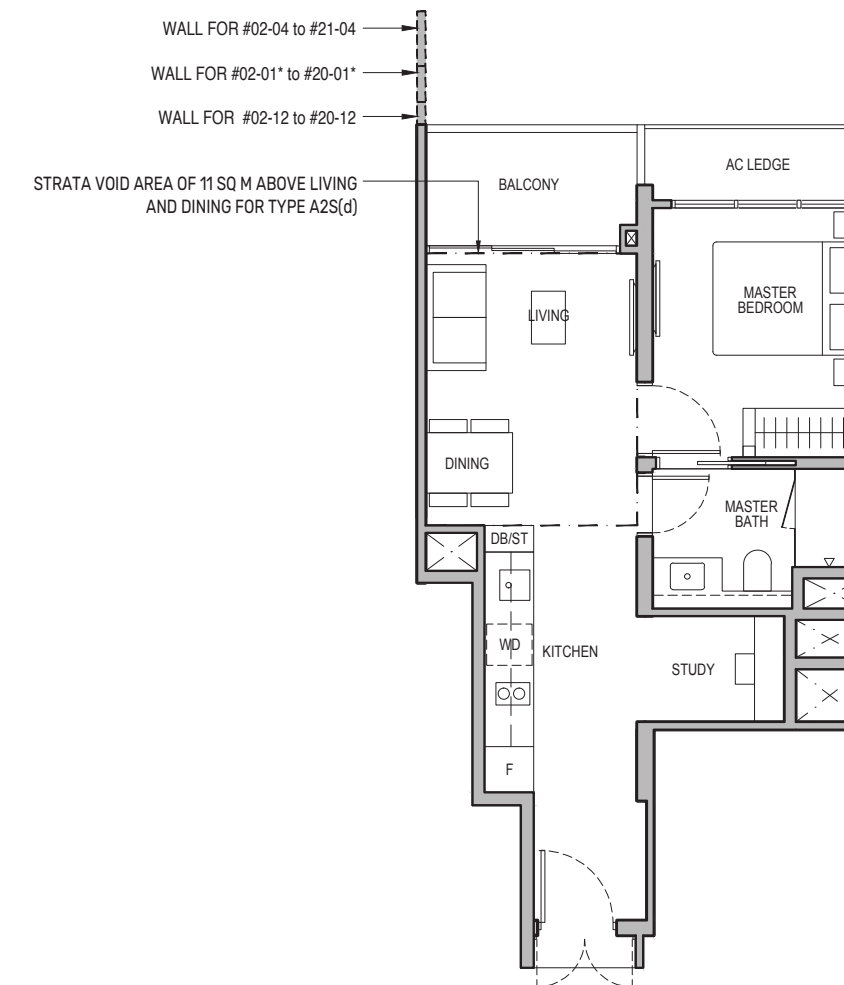 WALL FOR #02-04 to #21-04
WALL FOR #02-01* to #20-01*
WALL FOR #02-12 to #20-12
STRATA VOID AREA OF 11 SQ M ABOVE LIVING
AND DINING FOR TYPE A2S(d)
BALCONY
AC LEDGE
MASTER
BEDROOM
LIVING
DINING
MASTER
BATH
DB/ST
WD
KITCHEN
STUDY
F